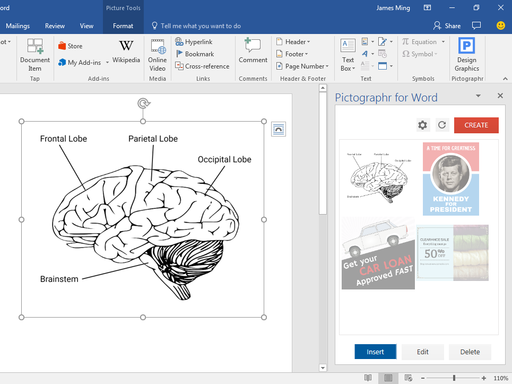 ord
Picture Tools
James Ming
Mailings
Review
View
Format
Tell me what you want to do
Share
ot
Document
Item
Tap
Store
My Add-ins
Wikipedia
Add-ins
Online
Video
Media
Hyperlink
Bookmark
Cross-reference
Links
Comment
Comments
Header
Footer
Page Number
Header & Footer
Text
Box
Text
Equation
Symbol
Symbols
Design
Graphics
Pictographr
Frontal Lobe
Parietal Lobe
Occipital Lobe
Brainstem
Pictographr for Word
CREATE
A TIME FOR GREATNESS
KENNEDY
FOR
PRESIDENT
Get your
CAR LOAN
Approved FAST
CLEARANCE SALE
50%
OFF
Insert
Edit
Delete
110%